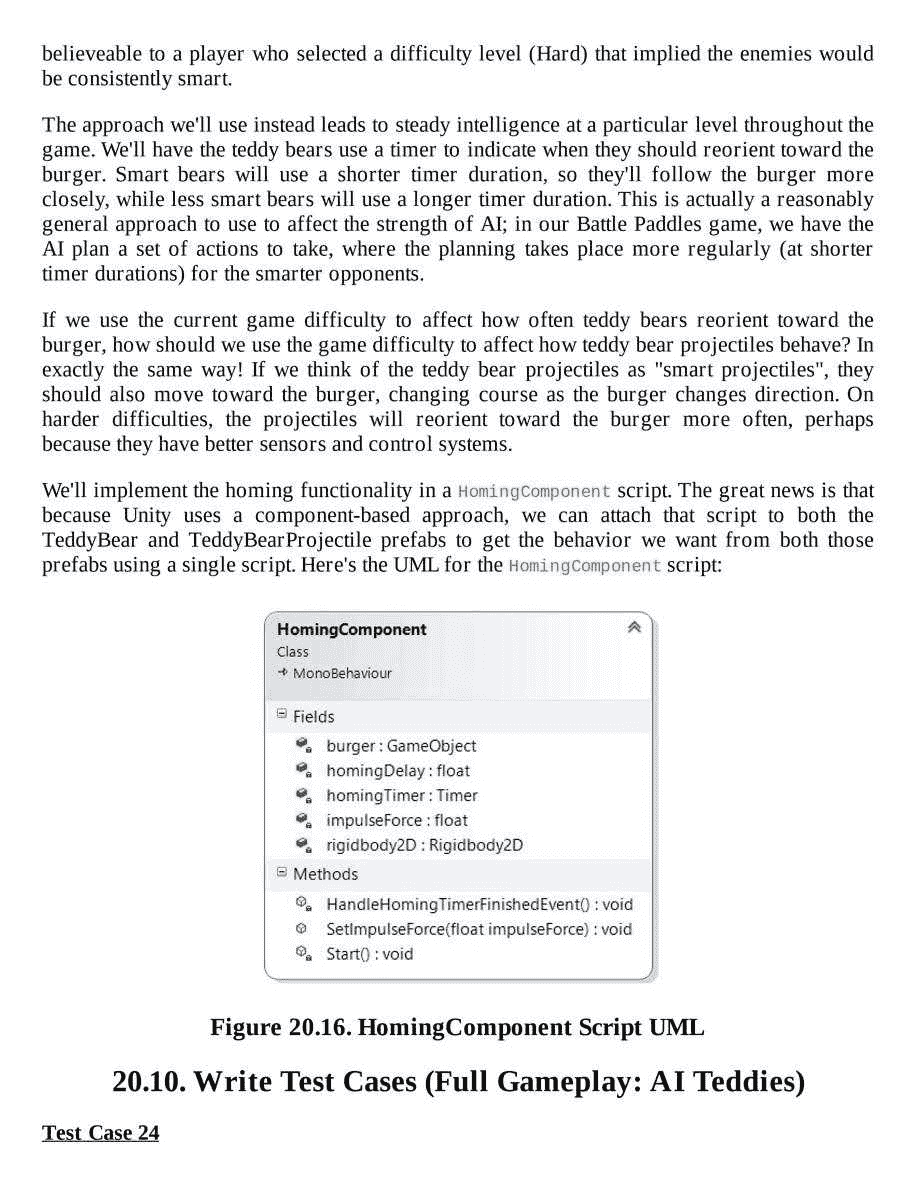 believeable to a player who selected a difficulty level (Hard) that implied the enemies would
be consistently smart.
The approach we'll use instead leads to steady intelligence at a particular level throughout the
game. We'll have the teddy bears use a timer to indicate when they should reorient toward the
burger. Smart bears will use a shorter timer duration, so they'll follow the burger more
closely, while less smart bears will use a longer timer duration. This is actually a reasonably
general approach to use to affect the strength of AI; in our Battle Paddles game, we have the
AI plan a set of actions to take, where the planning takes place more regularly (at shorter
timer durations) for the smarter opponents.
If we use the current game difficulty to affect how often teddy bears reorient toward the
burger, how should we use the game difficulty to affect how teddy bear projectiles behave? In
exactly the same way! If we think of the teddy bear projectiles as "smart projectiles", they
should also move toward the burger, changing course as the burger changes direction. On
harder difficulties, the projectiles will reorient toward the burger more often, perhaps
because they have better sensors and control systems.
We'll implement the homing functionality in a HomingComponent script. The great news is that
because Unity uses a component-based approach, we can attach that script to both the
TeddyBear and TeddyBearProjectile prefabs to get the behavior we want from both those
prefabs using a single script. Here's the UML for the HomingComponent script:
HomingComponent
Class
MonoBehaviour
Fields
burger : GameObject
homingDelay : float
homingTimer : Timer
impulseForce : float
rigidbody2D : Rigidbody2D
Methods
HandleHomingTimerFinishedEvent() : void
SetImpulseForce(float impulseForce) : void
Start() : void
Figure 20.16. HomingComponent Script UML
20.10. Write Test Cases (Full Gameplay: AI Teddies)
Test Case 24